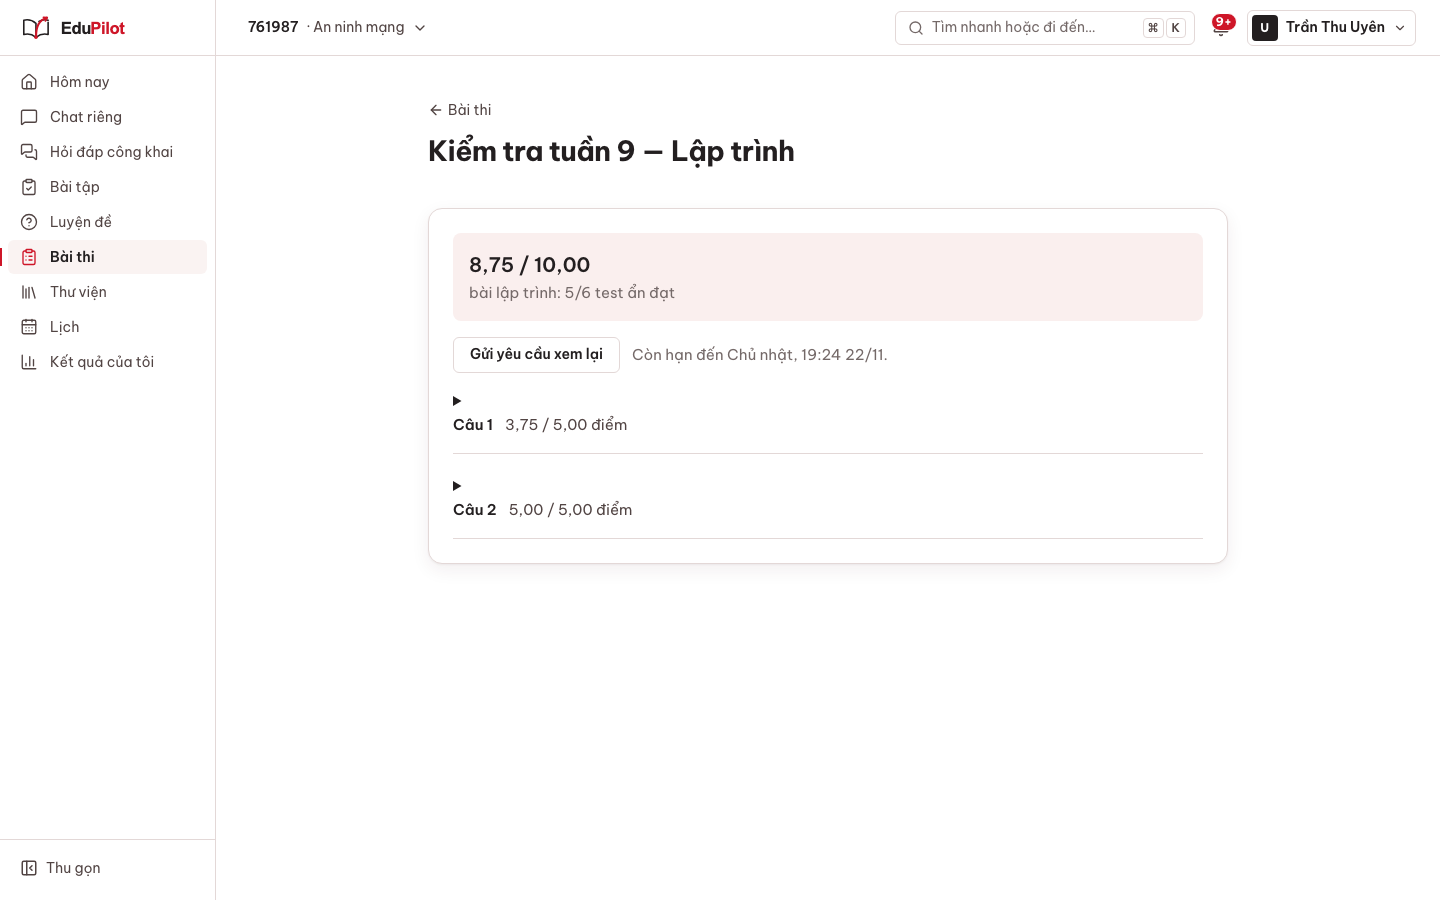 EduPilot
761987 · An ninh mạng
Tìm nhanh hoặc đi đến...
⌘ K
9+
U Trần Thu Uyên
Hôm nay
Chat riêng
Hỏi đáp công khai
Bài tập
Luyện đề
Bài thi
Thư viện
Lịch
Kết quả của tôi
Thu gọn
Bài thi
Kiểm tra tuần 9 — Lập trình
8,75 / 10,00
bài lập trình: 5/6 test ẩn đạt
Gửi yêu cầu xem lại
Còn hạn đến Chủ nhật, 19:24 22/11.
Câu 1 3,75 / 5,00 điểm
Câu 2 5,00 / 5,00 điểm